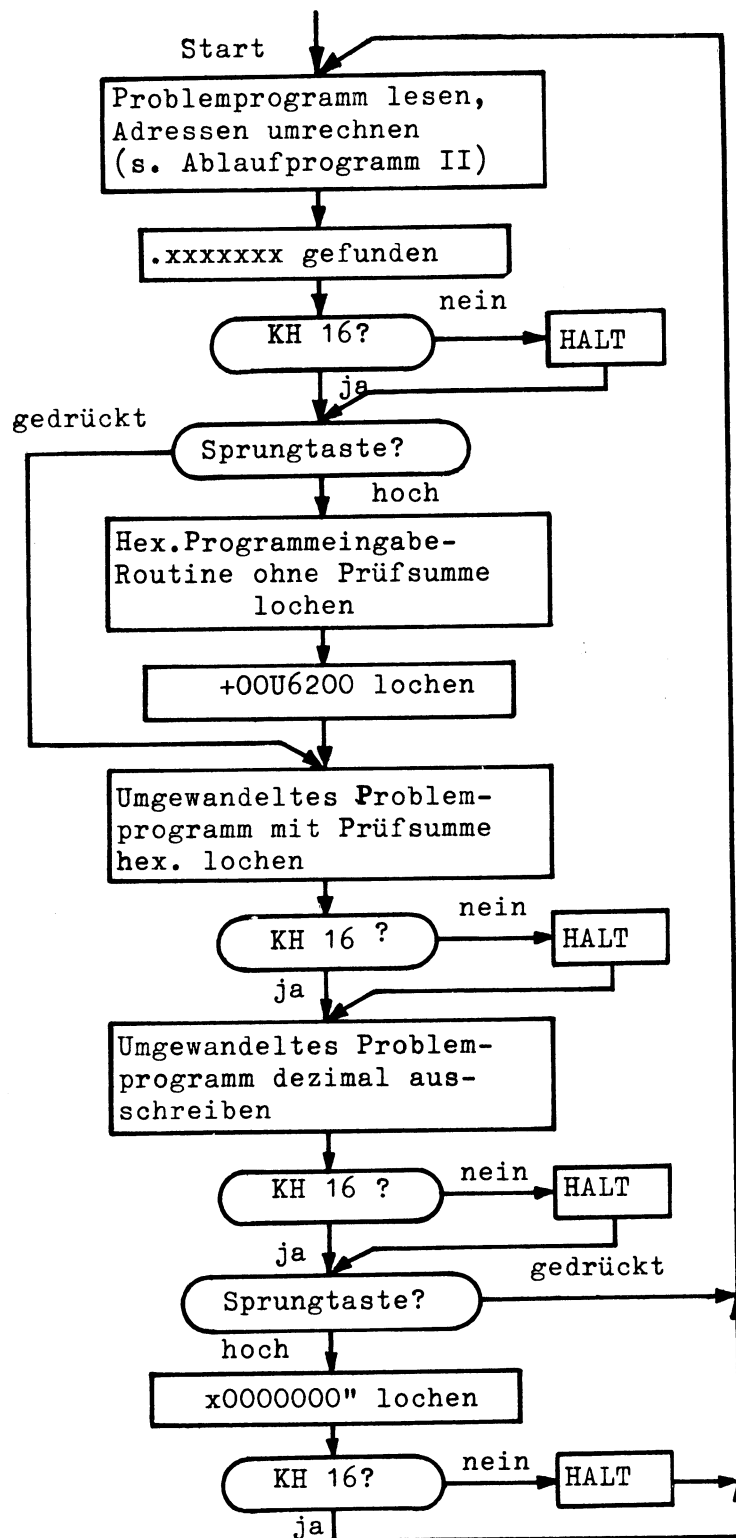 Start
Problemprogramm lesen,
Adressen umrechnen
(s. Ablaufprogramm II)
.xxxxxxx gefunden
nein
KH 16?
HALT
ja
gedrückt
Sprungtaste?
hoch
Hex.Programmeingabe-
Routine ohne Prüfsumme
lochen
+00U6200 lochen
Umgewandeltes Problem-
programm mit Prüfsumme
hex. lochen
nein
KH 16 ?
HALT
ja
Umgewandeltes Problem-
programm dezimal aus-
schreiben
nein
KH 16 ?
HALT
ja
gedrückt
Sprungtaste?
hoch
x0000000" lochen
nein
KH 16?
HALT
ja